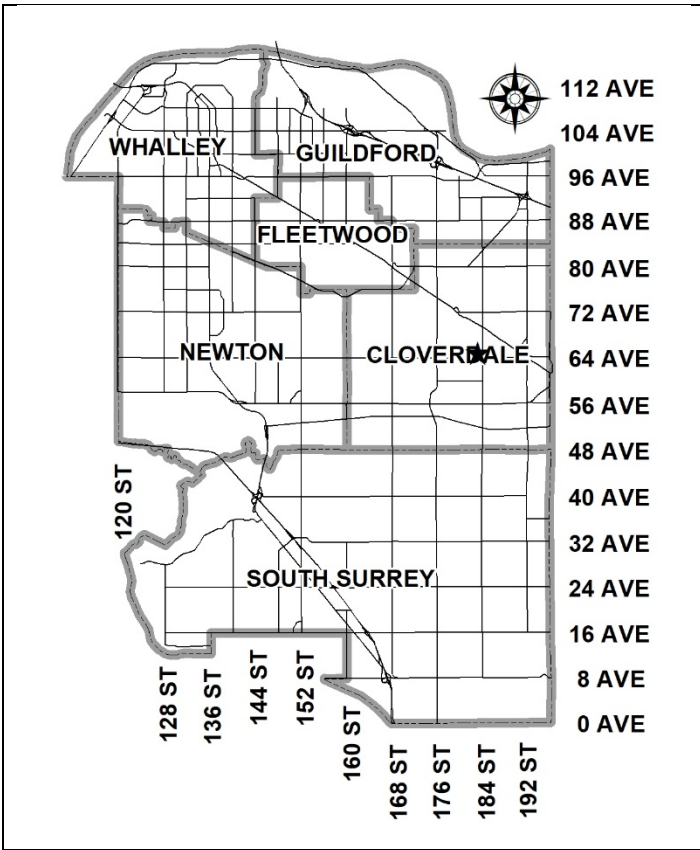 112 AVE
104 AVE
WHALLEY
GUILDFORD
96 AVE
88 AVE
FLEETWOOD
80 AVE
72 AVE
NEWTON
CLOVERDALE
64 AVE
56 AVE
48 AVE
120 ST
40 AVE
32 AVE
SOUTH SURREY
24 AVE
16 AVE
128 ST
136 ST
144 ST
152 ST
160 ST
8 AVE
0 AVE
168 ST
176 ST
184 ST
192 ST